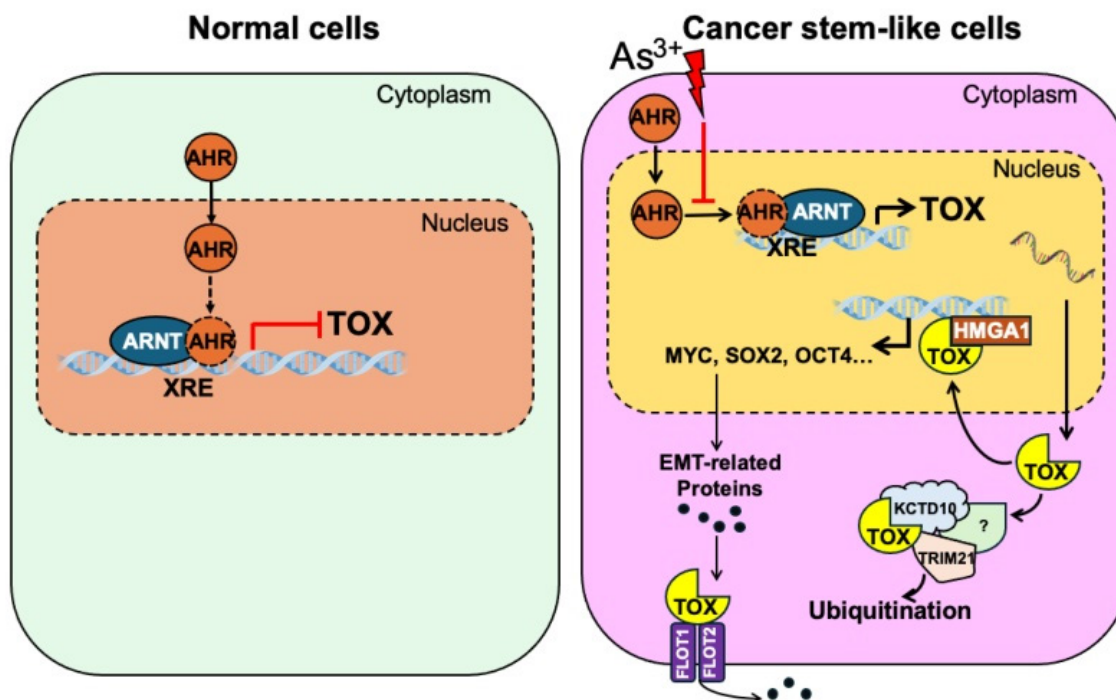 Normal cells
Cytoplasm
AHR
Nucleus
AHR
ARNT
AHR
TOX
XRE
Cancer stem-like cells
As3+
Cytoplasm
AHR
Nucleus
AHR
AHR
ARNT
TOX
XRE
HMGA1
TOX
MYC, SOX2, OCT4...
EMT-related
Proteins
TOX
KCTD10
?
TOX
TRIM21
Ubiquitination
TOX
FLOT1
FLOT2